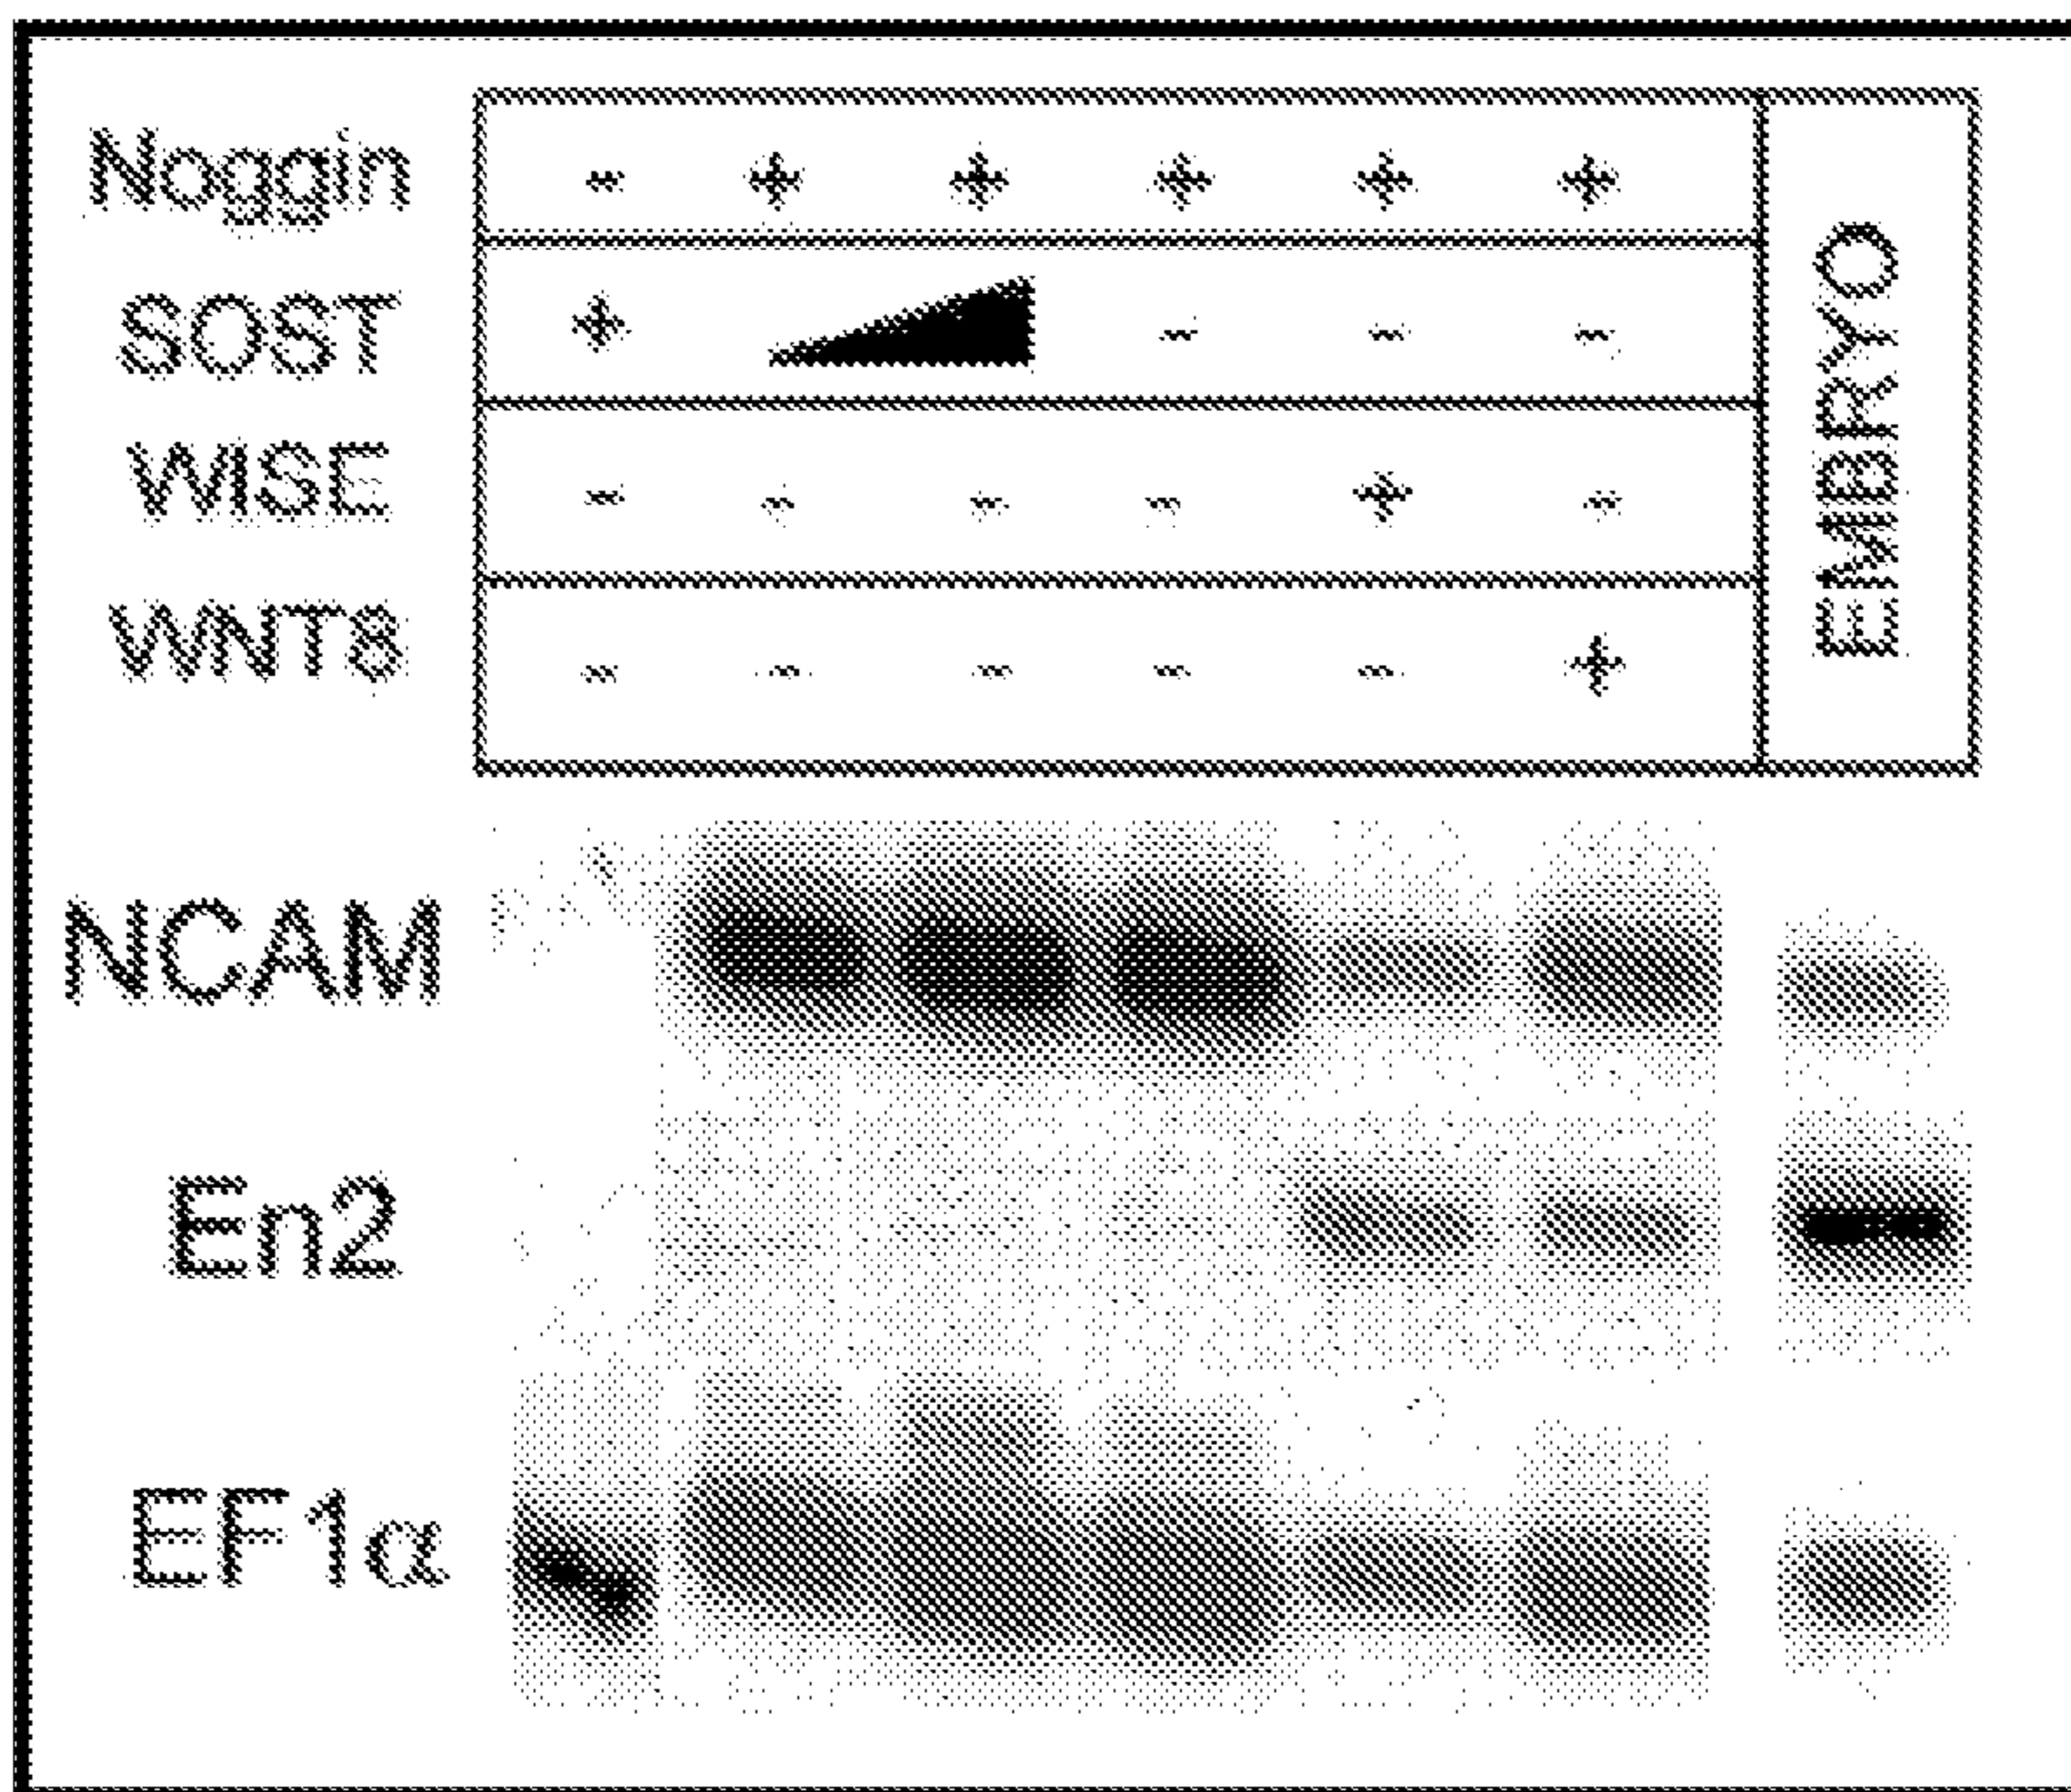 Noggin - + + + + +
SOST + - - -
WISE - - - - + -
WNT8 - - - - - +
EMBRYO
NCAM
En2
EF1α